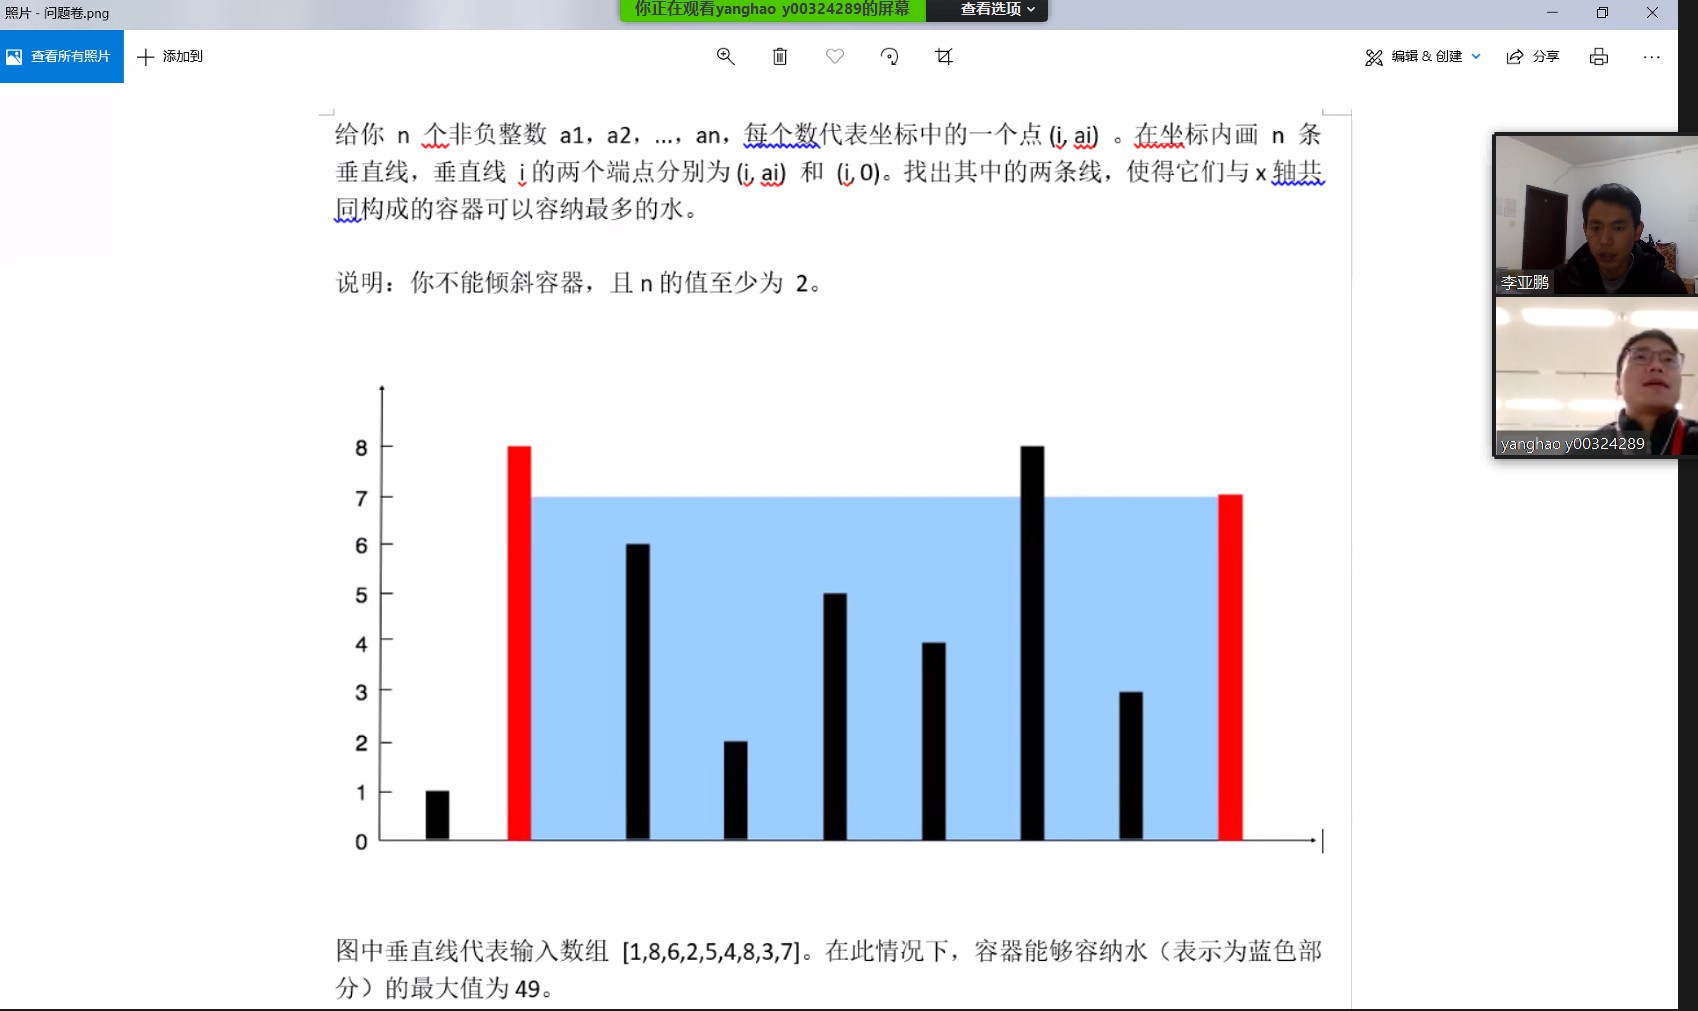 照片 - 问题卷.png
你正在观看yanghao y00324289的屏幕
查看选项
查看所有照片
添加到
编辑 & 创建
分享
给你 n 个非负整数 a1，a2，...，an，每个数代表坐标中的一个点 (i, ai) 。在坐标内画 n 条
垂直线，垂直线 i 的两个端点分别为 (i, ai) 和 (i, 0)。找出其中的两条线，使得它们与 x 轴共
同构成的容器可以容纳最多的水。
说明：你不能倾斜容器，且 n 的值至少为 2。
8
7
6
5
4
3
2
1
0
图中垂直线代表输入数组 [1,8,6,2,5,4,8,3,7]。在此情况下，容器能够容纳水（表示为蓝色部
分）的最大值为 49。
李亚鹏
yanghao y00324289